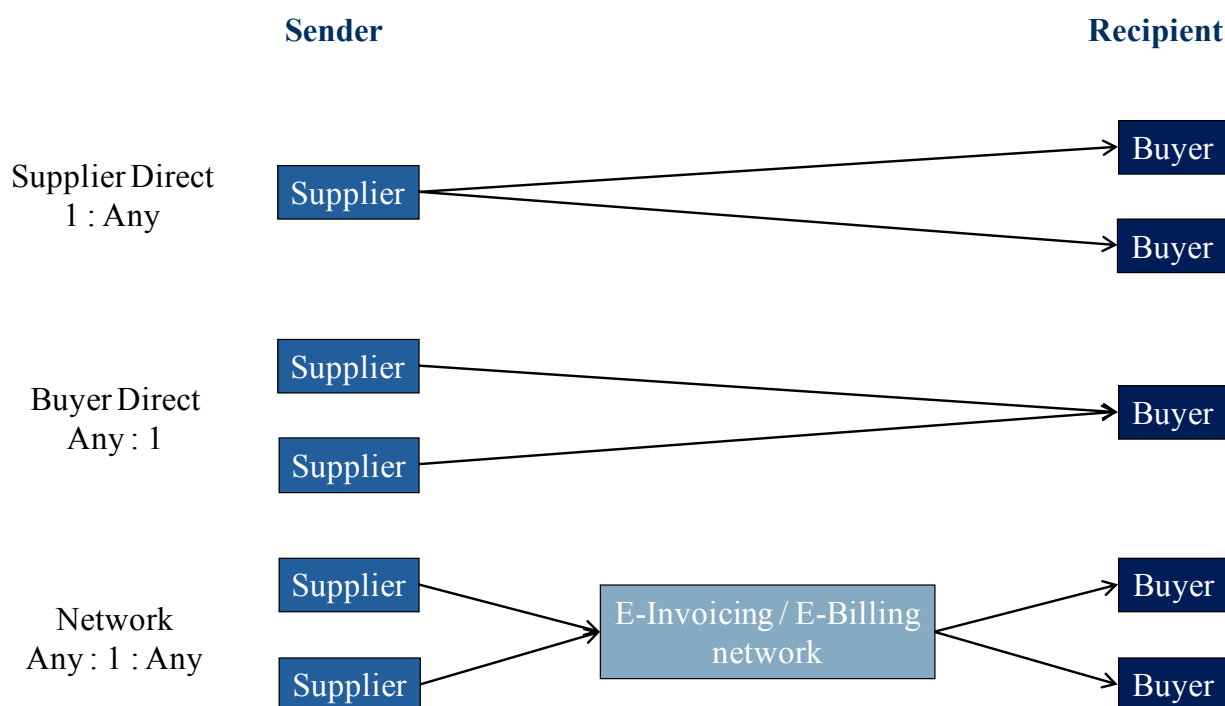 Sender
Recipient
Supplier Direct
1 : Any
Supplier
Buyer
Buyer
Buyer Direct
Any : 1
Supplier
Supplier
Buyer
Network
Any : 1 : Any
Supplier
Supplier
E-Invoicing / E-Billing
network
Buyer
Buyer